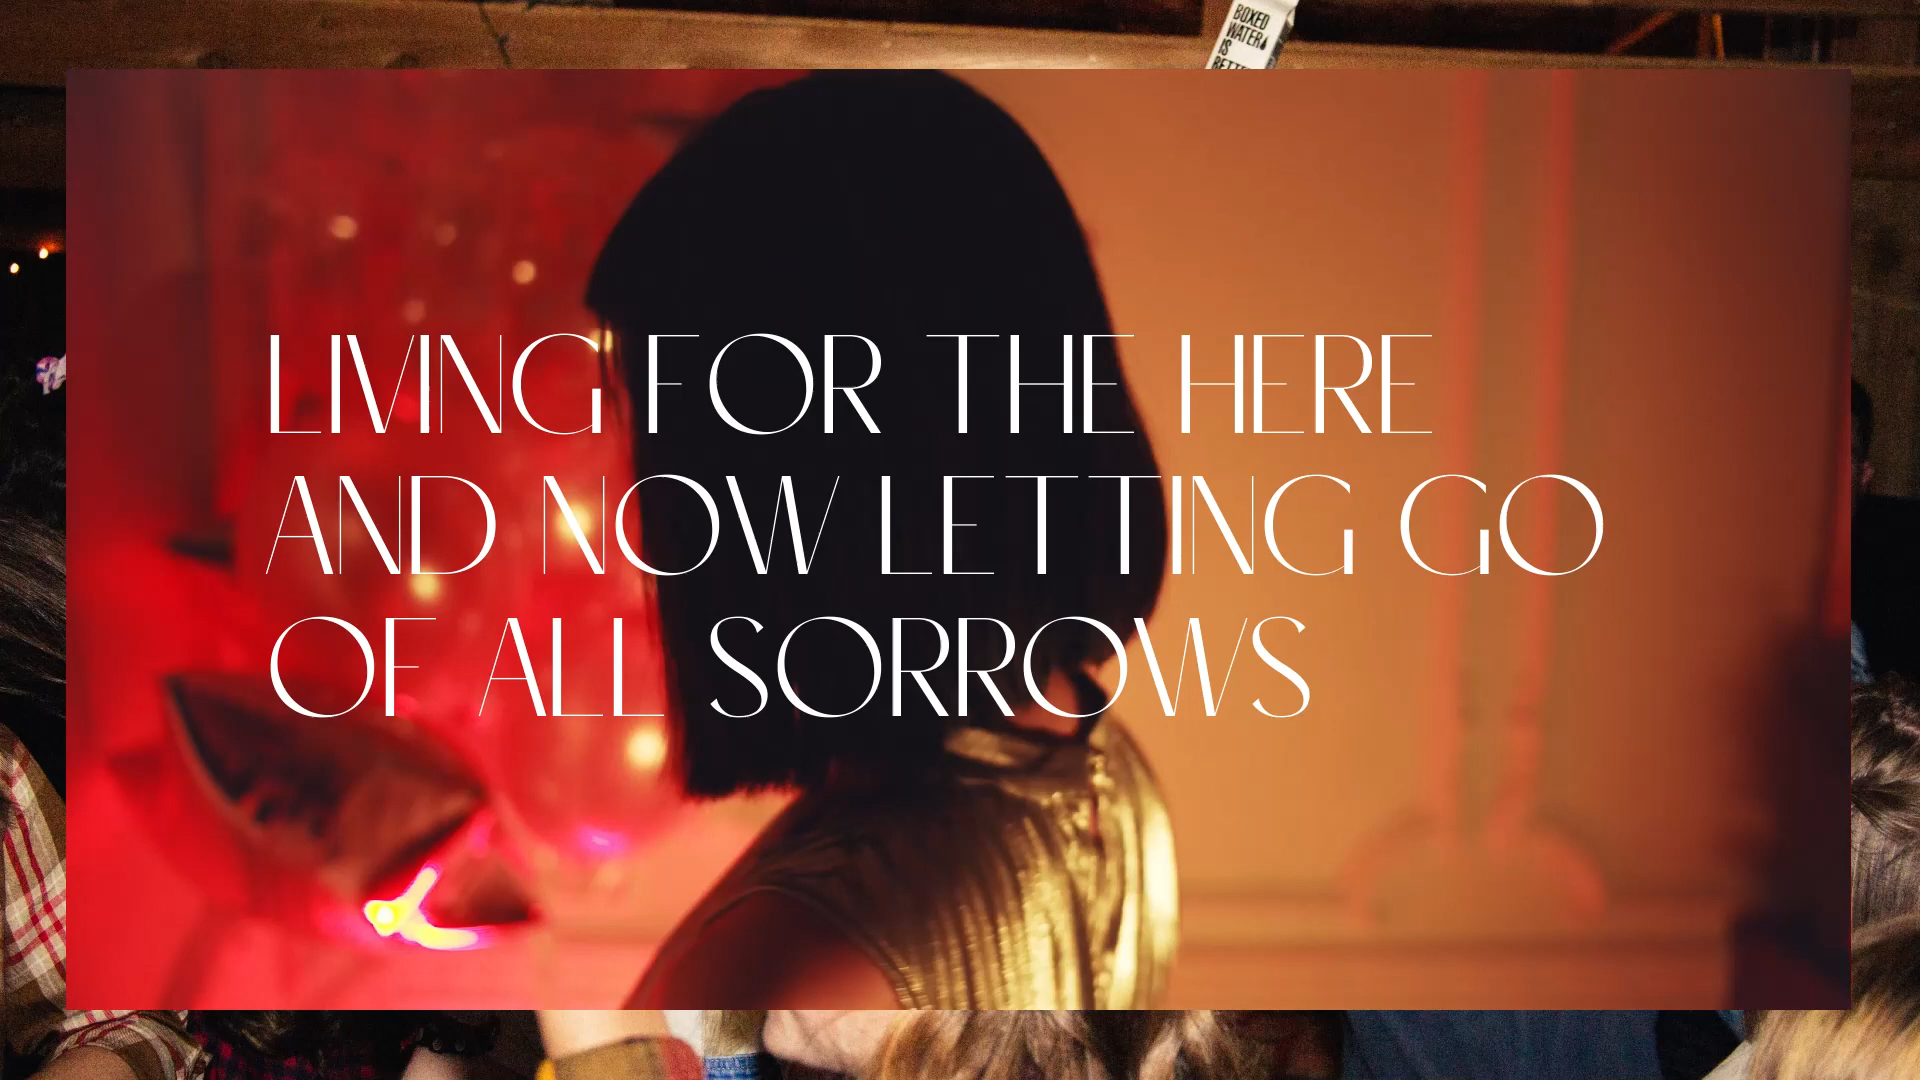 BOXED
WATER
IS
LIVING FOR THE HERE
AND NOW LETTING GO
OF ALL SORROWS